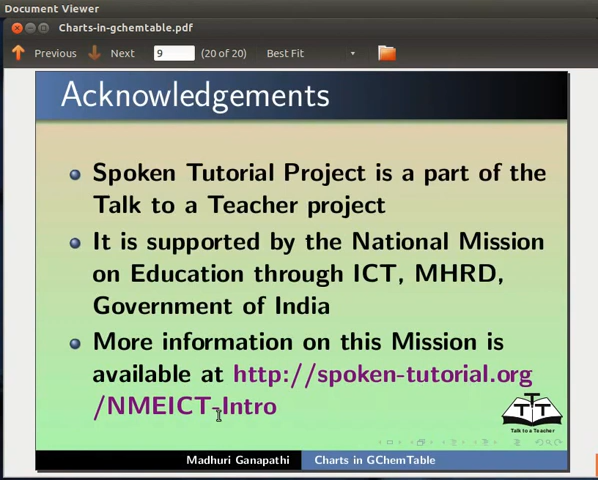 Document Viewer
Charts-in-gchemtable.pdf
Previous Next 9 (20 of 20) Best Fit
Acknowledgements
Spoken Tutorial Project is a part of the
Talk to a Teacher project
It is supported by the National Mission
on Education through ICT, MHRD,
Government of India
More information on this Mission is
available at http://spoken-tutorial.org
/NMEICT-Intro
TT
Talk to a Teacher
Madhuri Ganapathi Charts in GChemTable